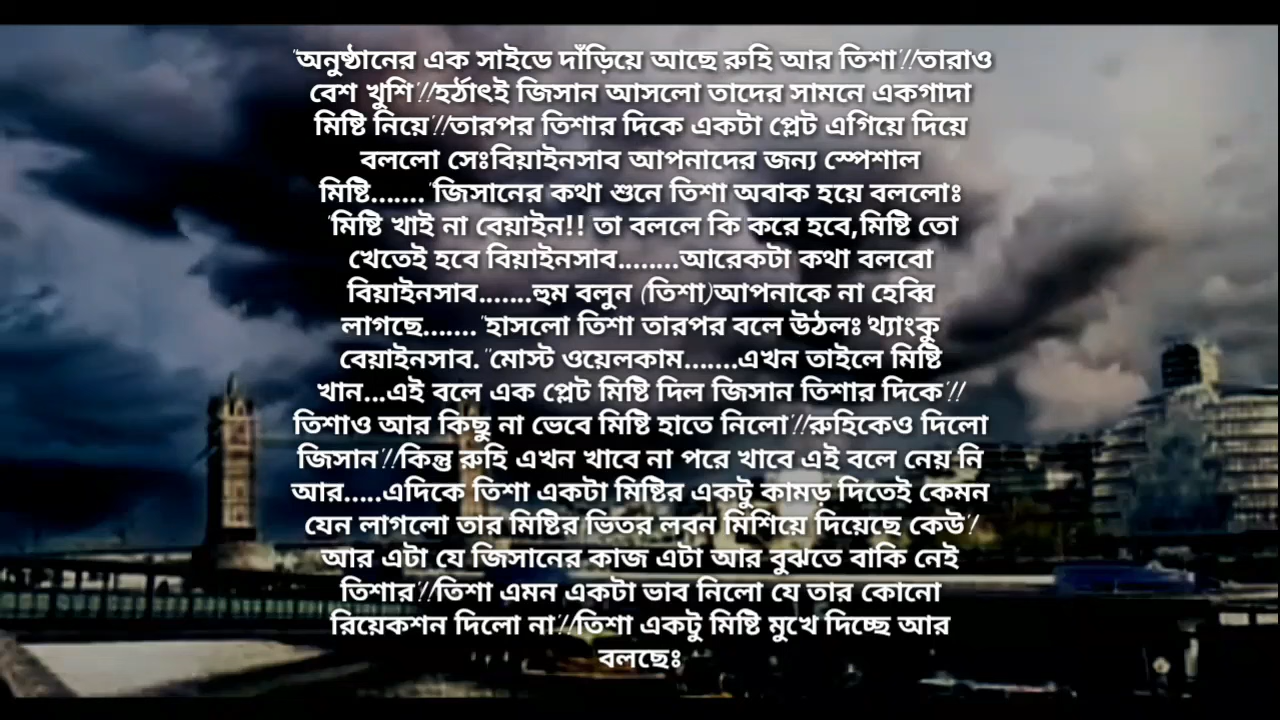 "অনুষ্ঠানের এক সাইডে দাঁড়িয়ে আছে রুহি আর তিশা'!/তারাও
বেশ খুশি'!/হঠাৎই জিসান আসলো তাদের সামনে একগাদা
মিষ্টি নিয়ে'!/তারপর তিশার দিকে একটা প্লেট এগিয়ে দিয়ে
বললো সেঃবিয়াইনসাব আপনাদের জন্য স্পেশাল
মিষ্টি.......'জিসানের কথা শুনে তিশা অবাক হয়ে বললোঃ
'মিষ্টি খাই না বেয়াইন!! তা বললে কি করে হবে,মিষ্টি তো
খেতেই হবে বিয়াইনসাব........আরেকটা কথা বলবো
বিয়াইনসাব.......হুম বলুন (তিশা)আপনাকে না হেব্বি
লাগছে......."হাসলো তিশা তারপর বলে উঠলঃ'থ্যাংকু
বেয়াইনসাব."মোস্ট ওয়েলকাম.......এখন তাইলে মিষ্টি
খান...এই বলে এক প্লেট মিষ্টি দিল জিসান তিশার দিকে'!/
তিশাও আর কিছু না ভেবে মিষ্টি হাতে নিলো'!/রুহিকেও দিলো
জিসান'!/কিন্তু রুহি এখন খাবে না পরে খাবে এই বলে নেয় নি
আর.....এদিকে তিশা একটা মিষ্টির একটু কামড় দিতেই কেমন
যেন লাগলো তার মিষ্টির ভিতর লবন মিশিয়ে দিয়েছে কেউ'/
আর এটা যে জিসানের কাজ এটা আর বুঝতে বাকি নেই
তিশার'!/তিশা এমন একটা ভাব নিলো যে তার কোনো
রিয়েকশন দিলো না'!/তিশা একটু মিষ্টি মুখে দিচ্ছে আর
বলছেঃ